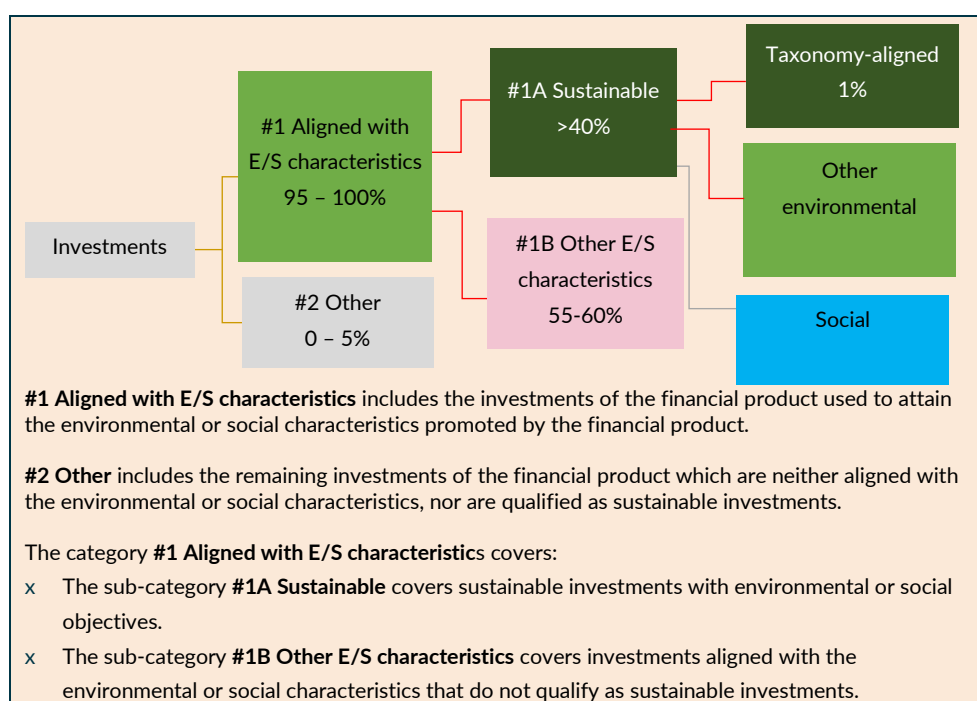 Taxonomy-aligned
1%
#1A Sustainable
>40%
#1 Aligned with
E/S characteristics
95 – 100%
Other
environmental
Investments
#1B Other E/S
characteristics
55-60%
#2 Other
0 – 5%
Social
#1 Aligned with E/S characteristics includes the investments of the financial product used to attain
the environmental or social characteristics promoted by the financial product.
#2 Other includes the remaining investments of the financial product which are neither aligned with
the environmental or social characteristics, nor are qualified as sustainable investments.
The category #1 Aligned with E/S characteristics covers:
x The sub-category #1A Sustainable covers sustainable investments with environmental or social
objectives.
x The sub-category #1B Other E/S characteristics covers investments aligned with the
environmental or social characteristics that do not qualify as sustainable investments.